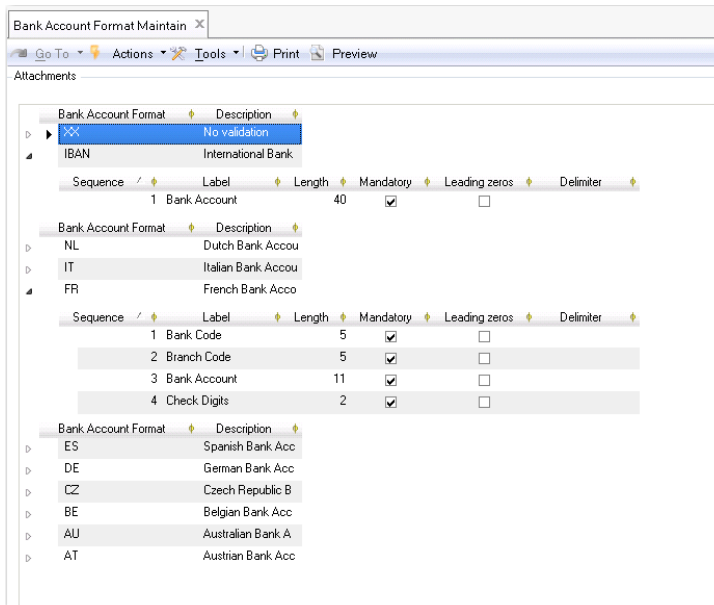 Bank Account Format Maintain
Go To Actions Tools Print Preview
Attachments
Bank Account Format Description
XX No validation
IBAN International Bank
Sequence Label Length Mandatory Leading zeros Delimiter
1 Bank Account 40
Bank Account Format Description
NL Dutch Bank Accou
IT Italian Bank Accou
FR French Bank Acco
Sequence Label Length Mandatory Leading zeros Delimiter
1 Bank Code 5
2 Branch Code 5
3 Bank Account 11
4 Check Digits 2
Bank Account Format Description
ES Spanish Bank Acc
DE German Bank Acc
CZ Czech Republic B
BE Belgian Bank Acc
AU Australian Bank A
AT Austrian Bank Acc